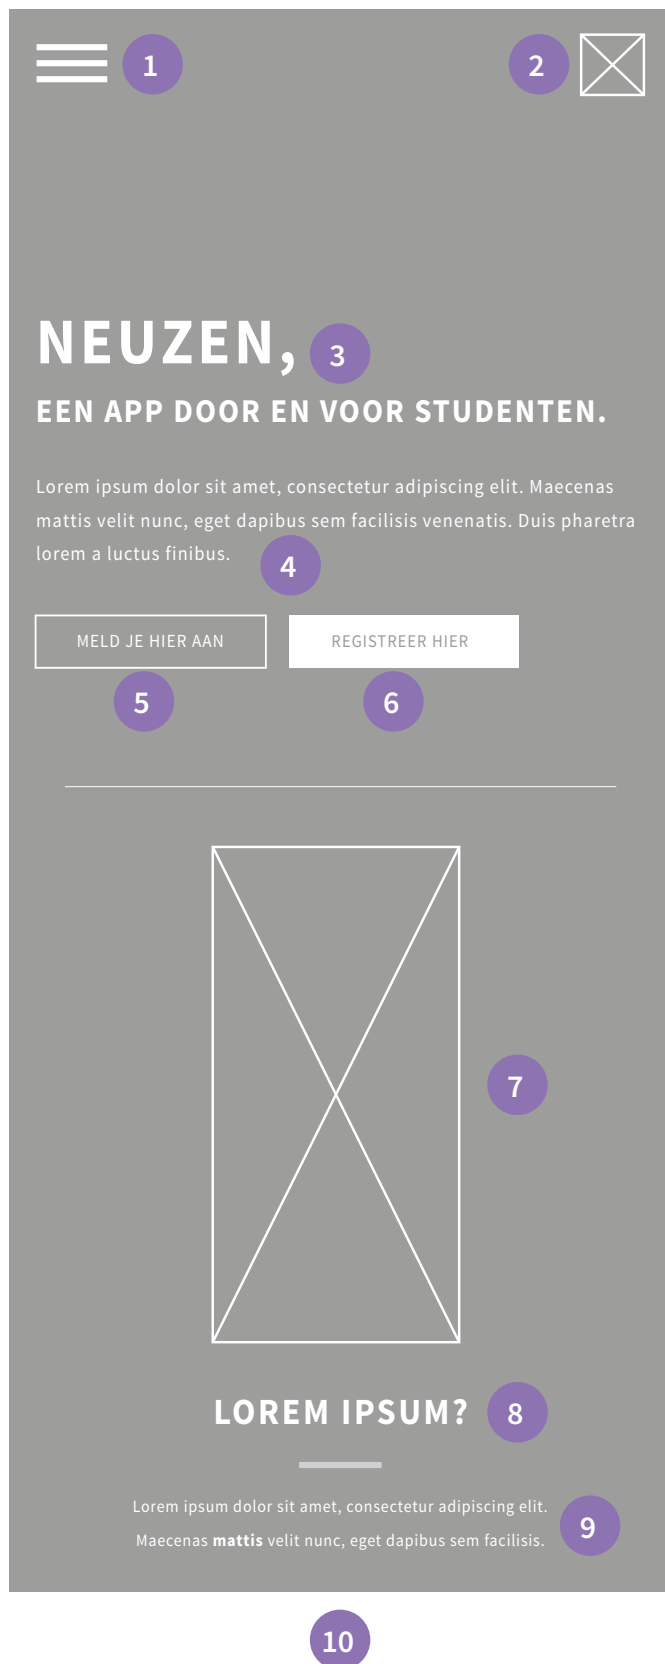 1
2
NEUZEN,
3
EEN APP DOOR EN VOOR STUDENTEN.
Lorem ipsum dolor sit amet, consectetur adipiscing elit. Maecenas
mattis velit nunc, eget dapibus sem facilisis venenatis. Duis pharetra
lorem a luctus finibus.
4
MELD JE HIER AAN
REGISTREER HIER
5
6
7
LOREM IPSUM?
8
Lorem ipsum dolor sit amet, consectetur adipiscing elit.
Maecenas mattis velit nunc, eget dapibus sem facilisis.
9
10